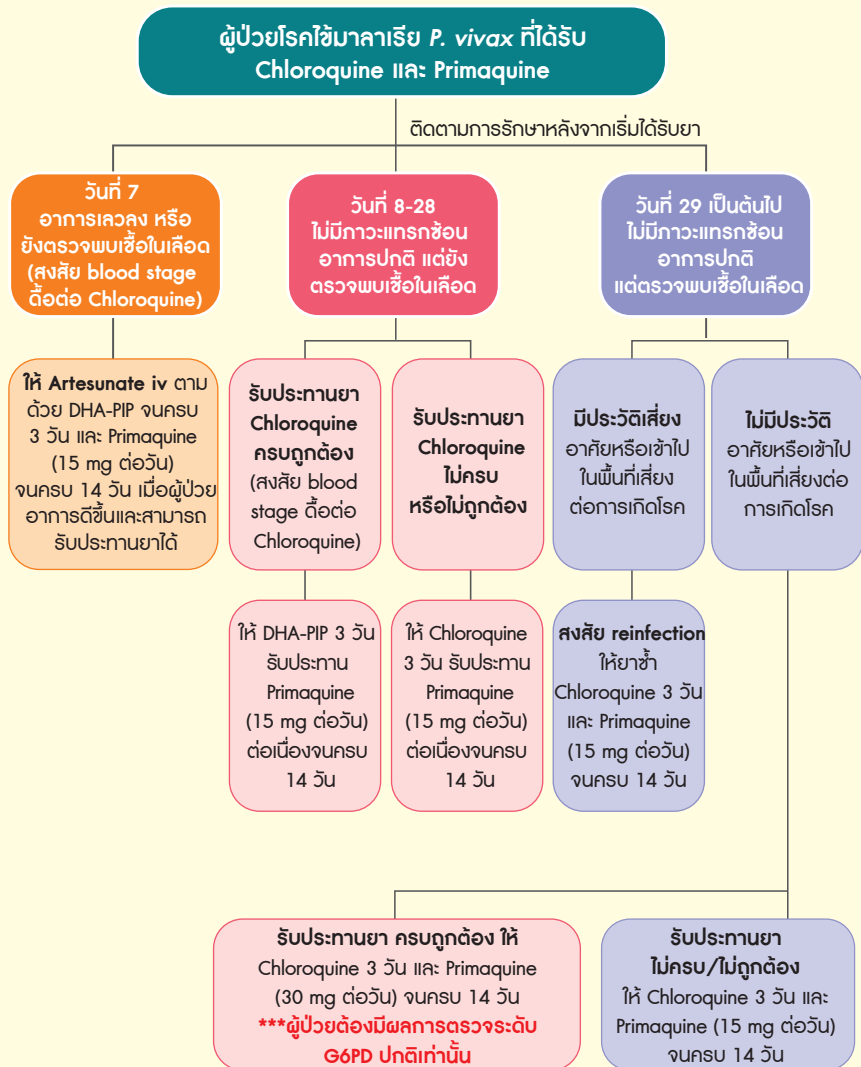 ผู้ป่วยโรคไข้มาลาเรีย P. vivax ที่ได้รับ
Chloroquine และ Primaquine
ติดตามการรักษาหลังจากเริ่มได้รับยา
วันที่ 7
อาการเลวลง หรือ
ยังตรวจพบเชื้อในเลือด
(สงสัย blood stage
ดื้อต่อ Chloroquine)
วันที่ 8-28
ไม่มีภาวะแทรกซ้อน
อาการปกติ แต่ยัง
ตรวจพบเชื้อในเลือด
วันที่ 29 เป็นต้นไป
ไม่มีภาวะแทรกซ้อน
อาการปกติ
แต่ตรวจพบเชื้อในเลือด
ให้ Artesunate iv ตาม
ด้วย DHA-PIP จนครบ
3 วัน และ Primaquine
(15 mg ต่อวัน)
จนครบ 14 วัน เมื่อผู้ป่วย
อาการดีขึ้นและสามารถ
รับประทานยาได้
รับประทานยา
Chloroquine
ครบถูกต้อง
(สงสัย blood
stage ดื้อต่อ
Chloroquine)
รับประทานยา
Chloroquine
ไม่ครบ
หรือไม่ถูกต้อง
มีประวัติเสี่ยง
อาศัยหรือเข้าไป
ในพื้นที่เสี่ยง
ต่อการเกิดโรค
ไม่มีประวัติ
อาศัยหรือเข้าไป
ในพื้นที่เสี่ยงต่อ
การเกิดโรค
ให้ DHA-PIP 3 วัน
รับประทาน
Primaquine
(15 mg ต่อวัน)
ต่อเนื่องจนครบ
14 วัน
ให้ Chloroquine
3 วัน รับประทาน
Primaquine
(15 mg ต่อวัน)
ต่อเนื่องจนครบ
14 วัน
สงสัย reinfection
ให้ยาซ้ำ
Chloroquine 3 วัน
และ Primaquine
(15 mg ต่อวัน)
จนครบ 14 วัน
รับประทานยา ครบถูกต้อง ให้
Chloroquine 3 วัน และ Primaquine
(30 mg ต่อวัน) จนครบ 14 วัน
***ผู้ป่วยต้องมีผลการตรวจระดับ
G6PD ปกติเท่านั้น
รับประทานยา
ไม่ครบ/ไม่ถูกต้อง
ให้ Chloroquine 3 วัน และ
Primaquine (15 mg ต่อวัน)
จนครบ 14 วัน